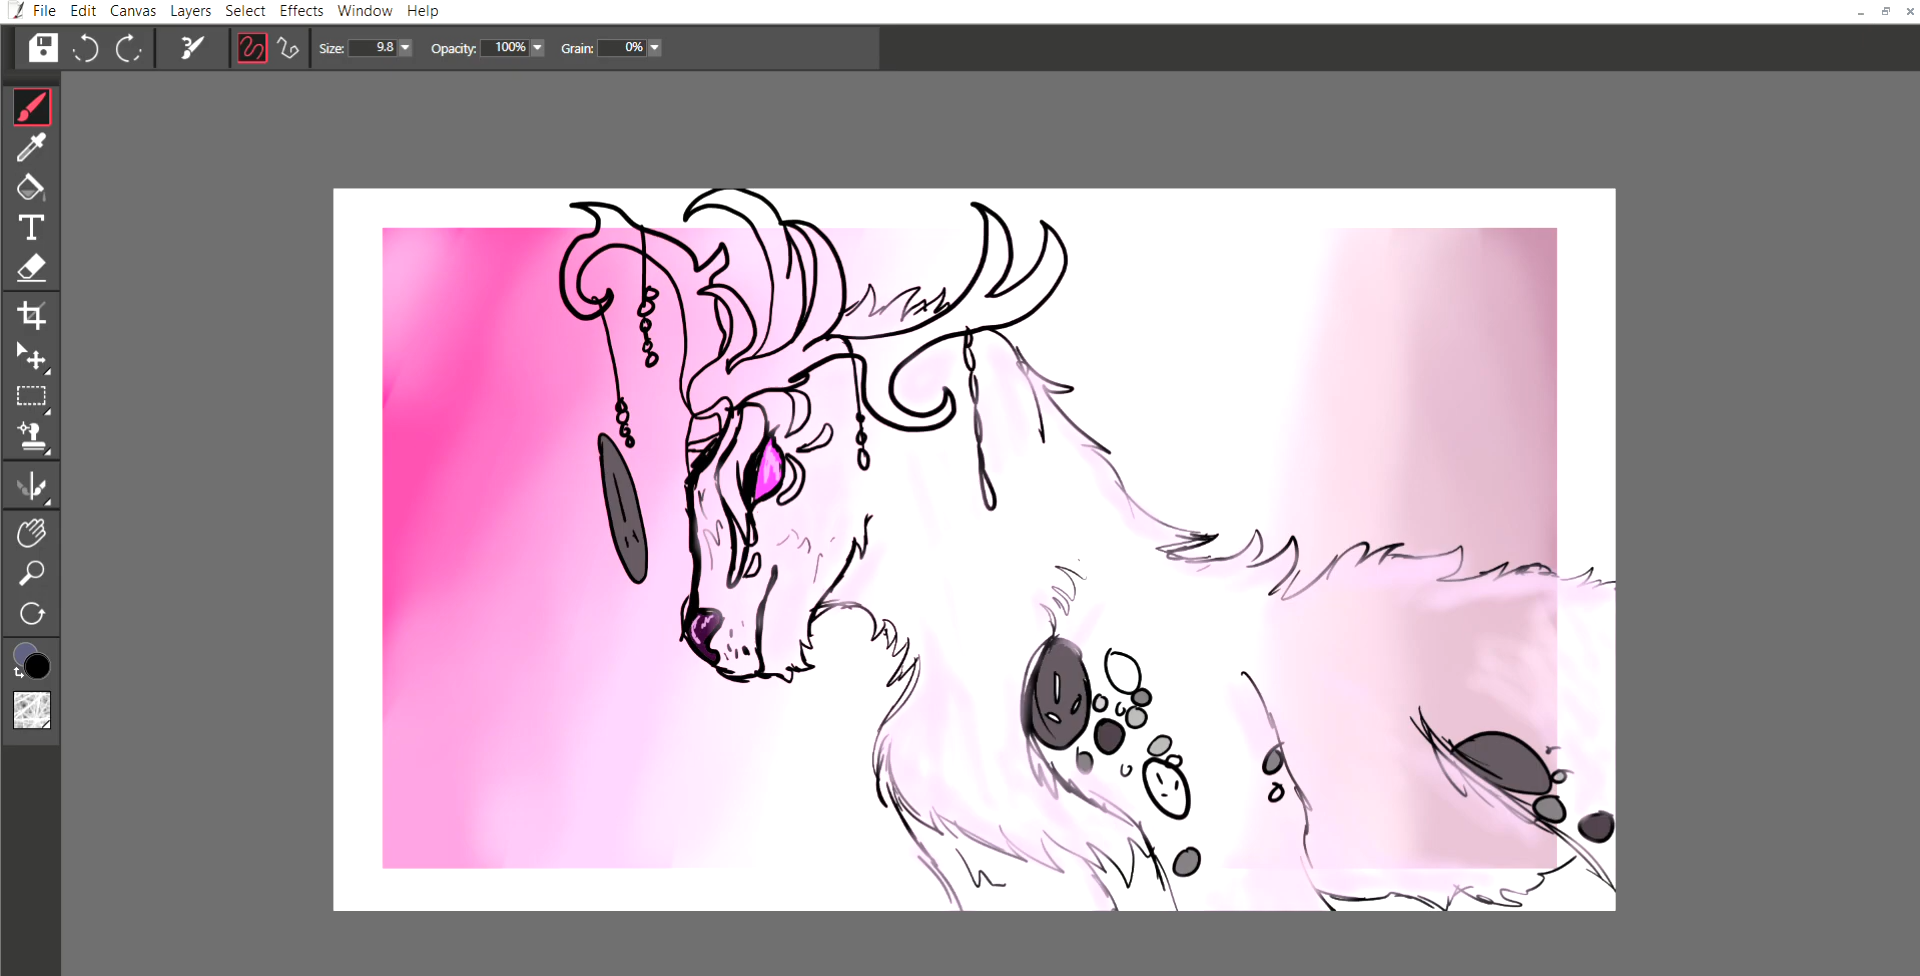 File Edit Canvas Layers Select Effects Window Help
Size: 9.8 Opacity: 100% Grain: 0%
T